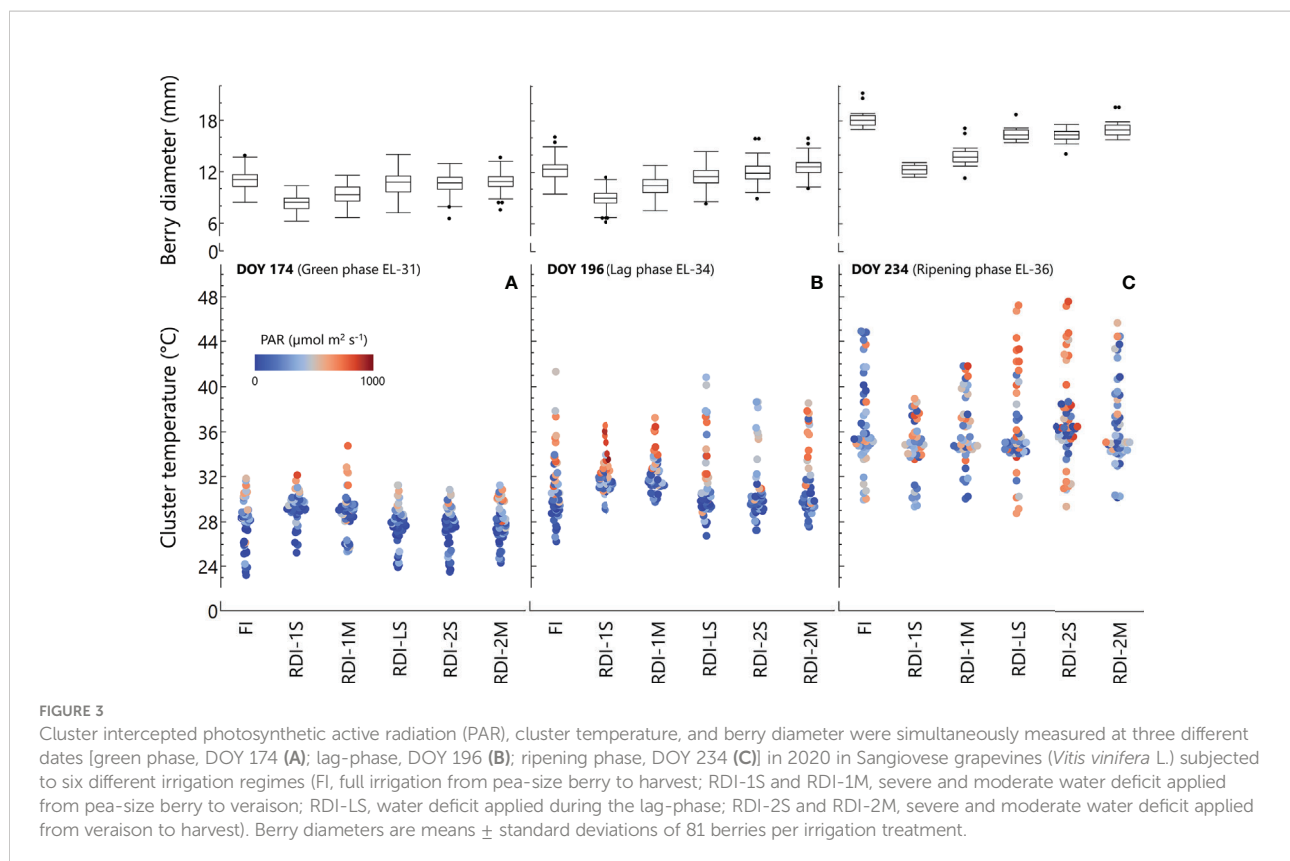 Berry diameter (mm)
18
12
6
0
DOY 174 (Green phase EL-31)
A
DOY 196 (Lag phase EL-34)
B
DOY 234 (Ripening phase EL-36)
C
Cluster temperature (°C)
48
44
40
36
32
28
24
0
PAR (µmol m² s⁻¹)
0
1000
FI
RDI-1S
RDI-1M
RDI-LS
RDI-2S
RDI-2M
FI
RDI-1S
RDI-1M
RDI-LS
RDI-2S
RDI-2M
FI
RDI-1S
RDI-1M
RDI-LS
RDI-2S
RDI-2M
FIGURE 3
Cluster intercepted photosynthetic active radiation (PAR), cluster temperature, and berry diameter were simultaneously measured at three different
dates [green phase, DOY 174 (A); lag-phase, DOY 196 (B); ripening phase, DOY 234 (C)] in 2020 in Sangiovese grapevines (Vitis vinifera L.) subjected
to six different irrigation regimes (FI, full irrigation from pea-size berry to harvest; RDI-1S and RDI-1M, severe and moderate water deficit applied
from pea-size berry to veraison; RDI-LS, water deficit applied during the lag-phase; RDI-2S and RDI-2M, severe and moderate water deficit applied
from veraison to harvest). Berry diameters are means ± standard deviations of 81 berries per irrigation treatment.